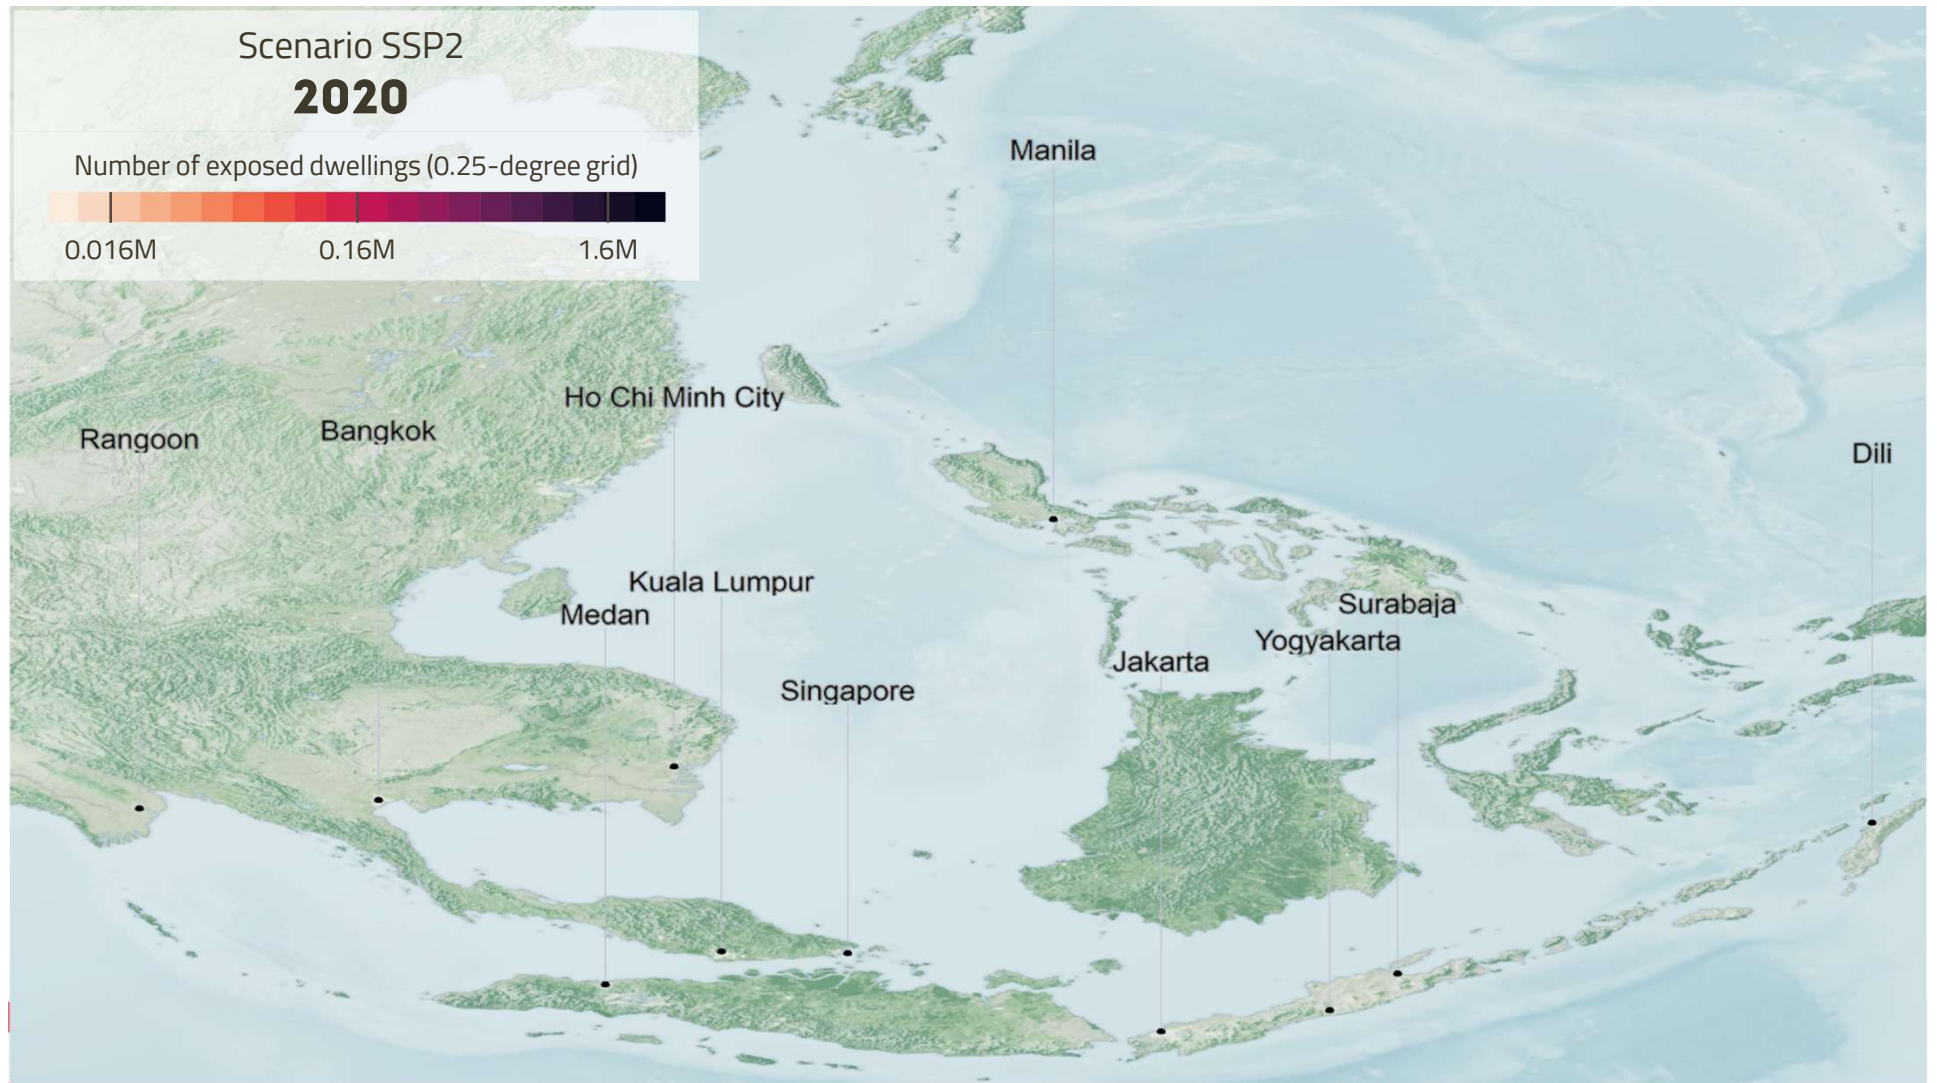 Scenario SSP2
2020
Number of exposed dwellings (0.25-degree grid)
0.016M 0.16M 1.6M
Manila
Ho Chi Minh City
Bangkok
Rangoon
Dili
Kuala Lumpur
Medan
Surabaja
Yogyakarta
Jakarta
Singapore